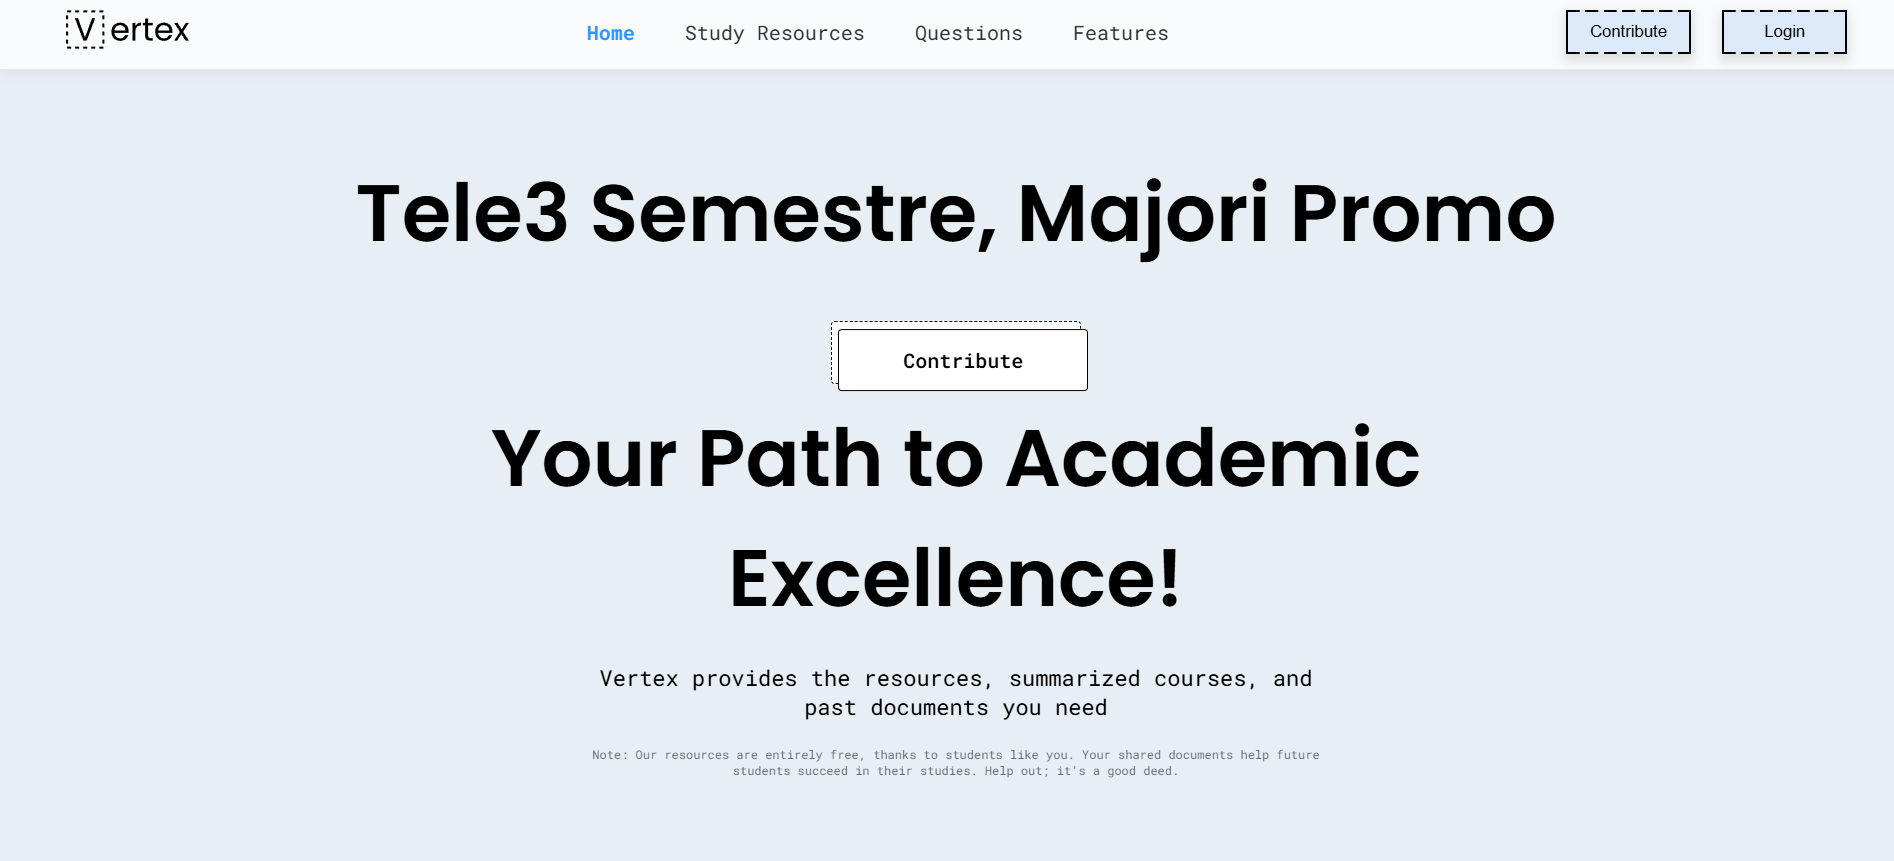 Vertex
Home Study Resources Questions Features
Contribute Login
Tele3 Semestre, Majori Promo
Contribute
Your Path to Academic
Excellence!
Vertex provides the resources, summarized courses, and
past documents you need
Note: Our resources are entirely free, thanks to students like you. Your shared documents help future
students succeed in their studies. Help out; it's a good deed.